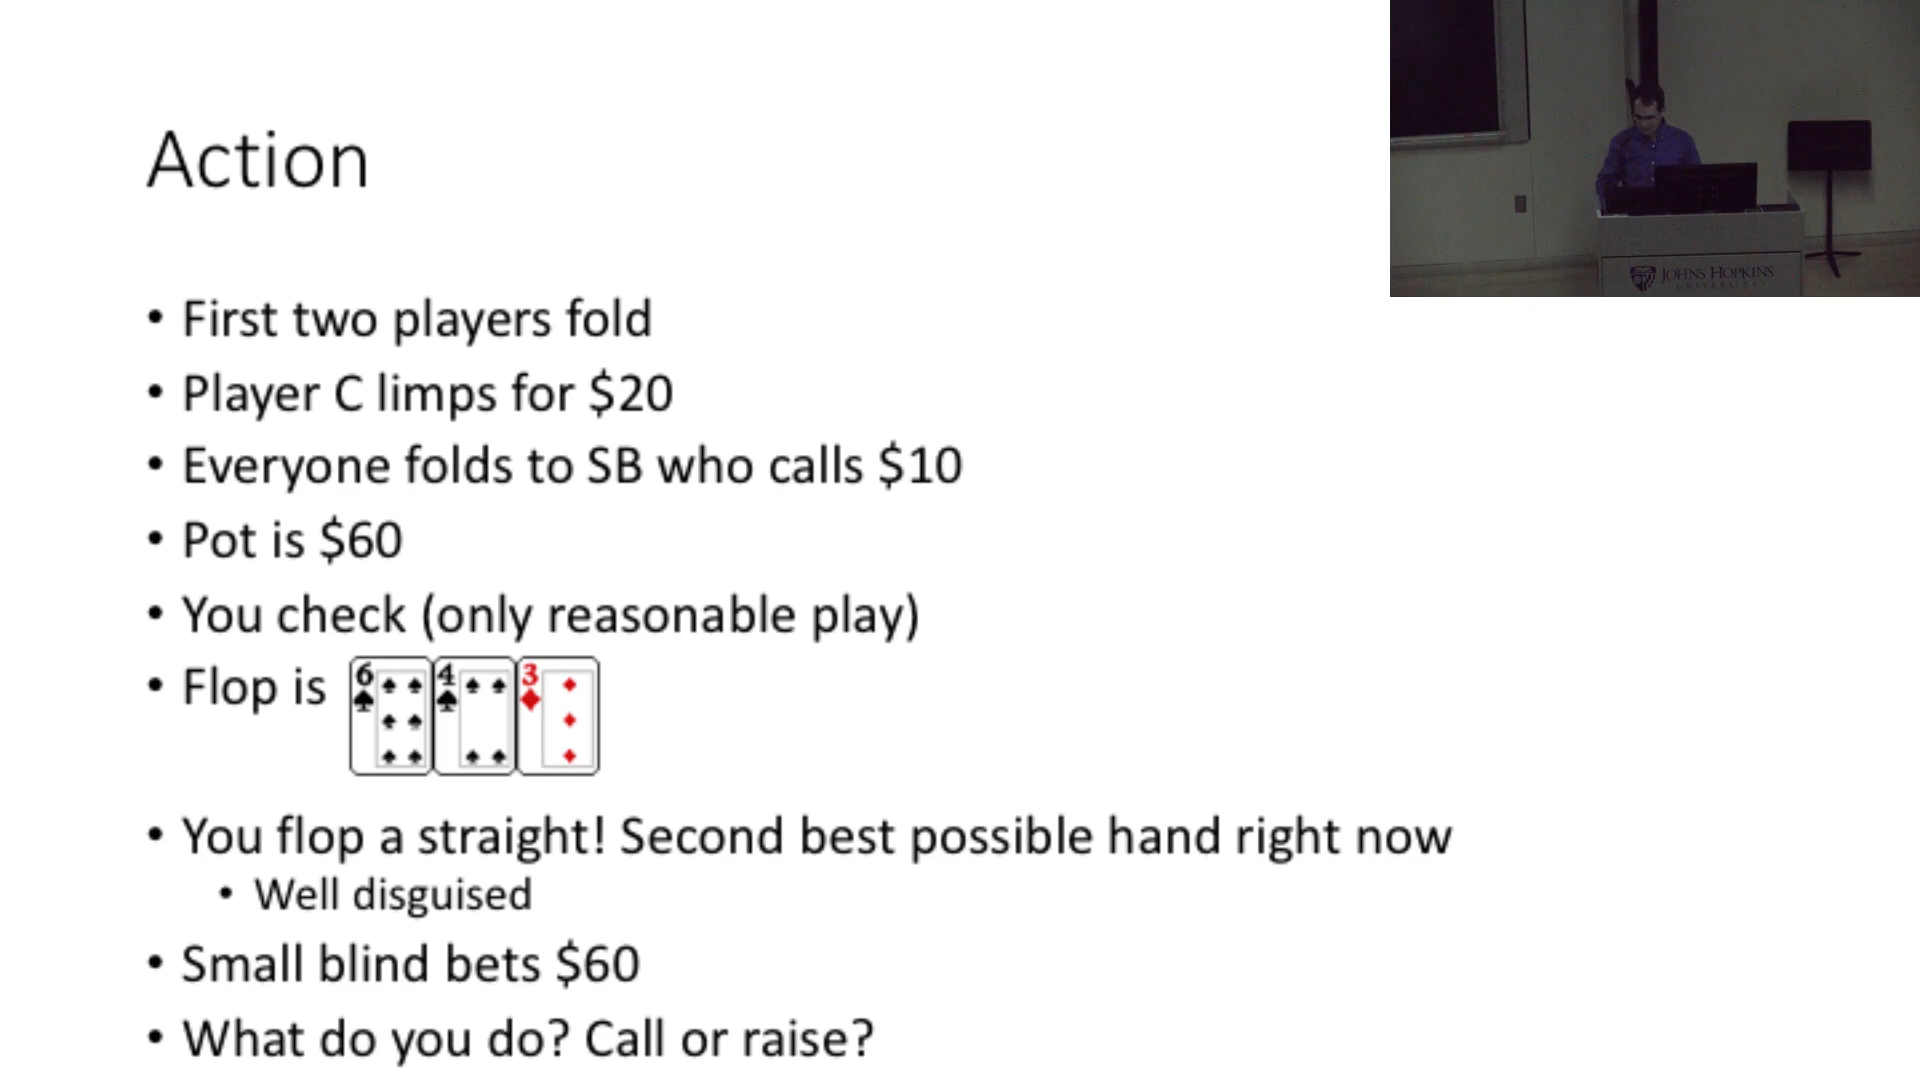 Action
• First two players fold
• Player C limps for $20
• Everyone folds to SB who calls $10
• Pot is $60
• You check (only reasonable play)
• Flop is 6 4 3
• You flop a straight! Second best possible hand right now
• Well disguised
• Small blind bets $60
• What do you do? Call or raise?
JOHNS HOPKINS
UNIVERSITY